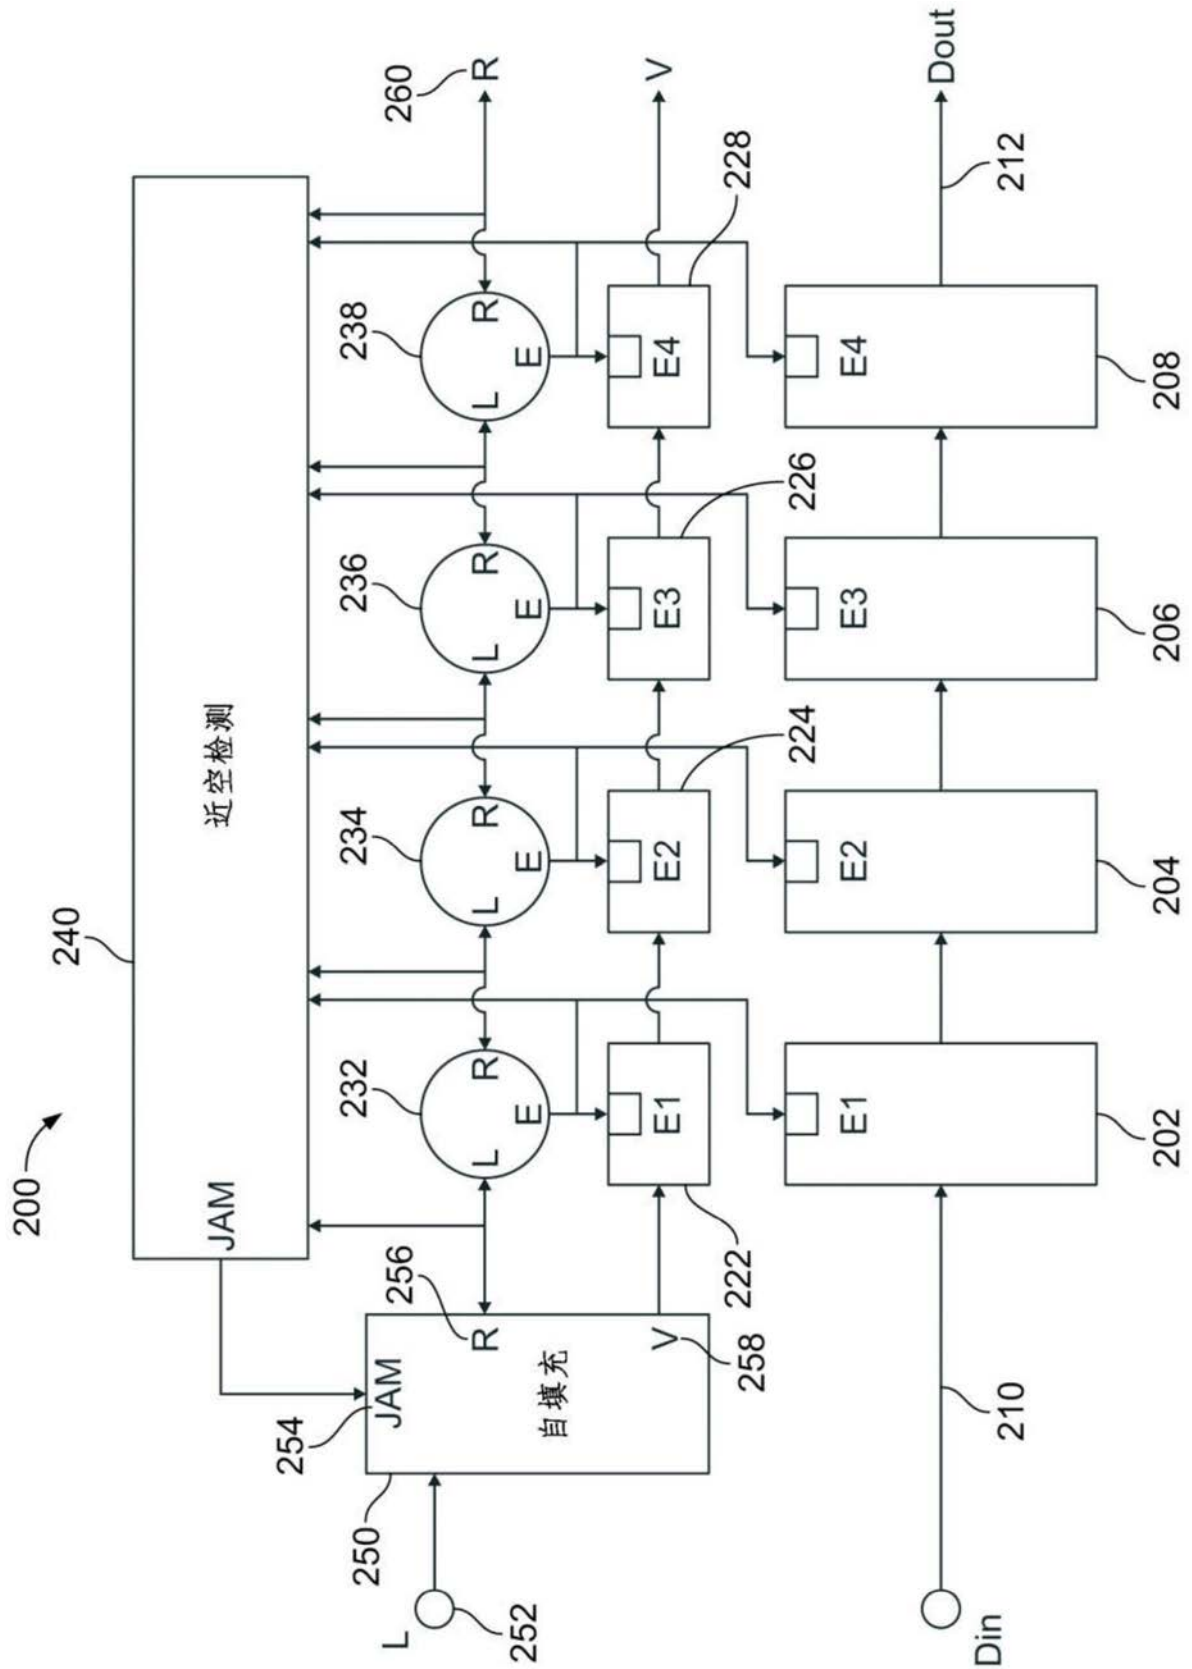 200
240
JAM 近空检测
254
232 234 236 238
250
JAM
L
256 260
R L R L R L R L R R
252
E E E E
自填充
V E1 E2 E3 E4 V
258 222 228
224 226
E1 E2 E3 E4
Dout
Din
210 212
202 204 206 208